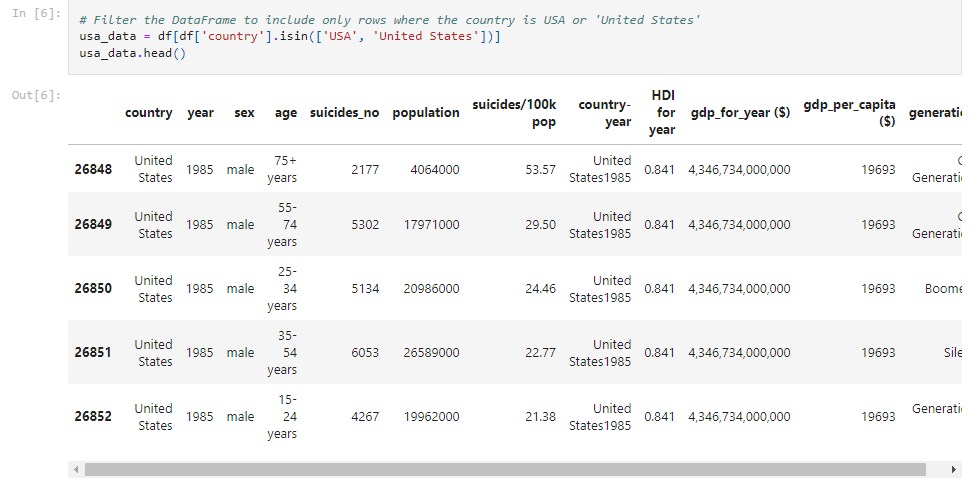 In [6]:
# Filter the DataFrame to include only rows where the country is USA or 'United States'
usa_data = df[df['country'].isin(['USA', 'United States'])]
usa_data.head()
Out[6]:
country year sex age suicides_no population suicides/100k pop country-year HDI for year gdp_for_year ($) gdp_per_capita ($) generati
26848 United States 1985 male 75+ years 2177 4064000 53.57 United States1985 0.841 4,346,734,000,000 19693 G Generati
26849 United States 1985 male 55-74 years 5302 17971000 29.50 United States1985 0.841 4,346,734,000,000 19693 G Generati
26850 United States 1985 male 25-34 years 5134 20986000 24.46 United States1985 0.841 4,346,734,000,000 19693 Boome
26851 United States 1985 male 35-54 years 6053 26589000 22.77 United States1985 0.841 4,346,734,000,000 19693 Sile
26852 United States 1985 male 15-24 years 4267 19962000 21.38 United States1985 0.841 4,346,734,000,000 19693 Generati